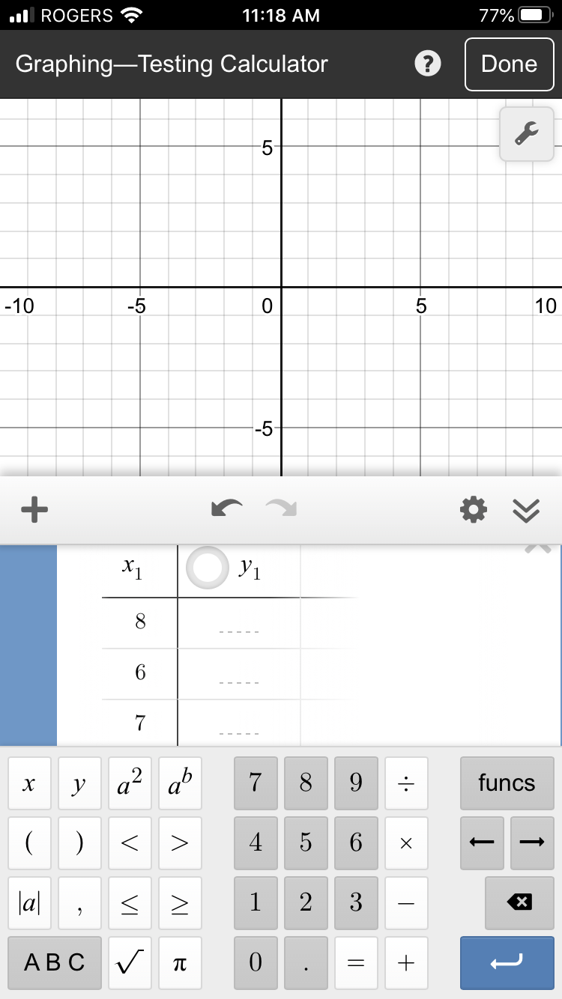 ROGERS 11:18 AM 77%
Graphing—Testing Calculator ? Done
5
-10 -5 0 5 10
-5
x₁ y₁
8
6
7
x y a² aᵇ 7 8 9 ÷ funcs
( ) < > 4 5 6 × ← →
|a| , ≤ ≥ 1 2 3 −
A B C √ π 0 . = +